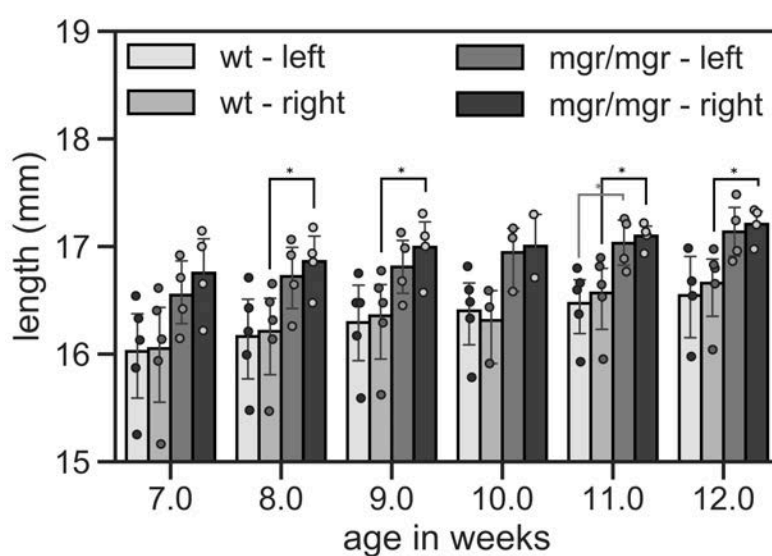 19
wt - left
mgr/mgr - left
wt - right
mgr/mgr - right
18
17
16
15
length (mm)
* * * * *
7.0 8.0 9.0 10.0 11.0 12.0
age in weeks